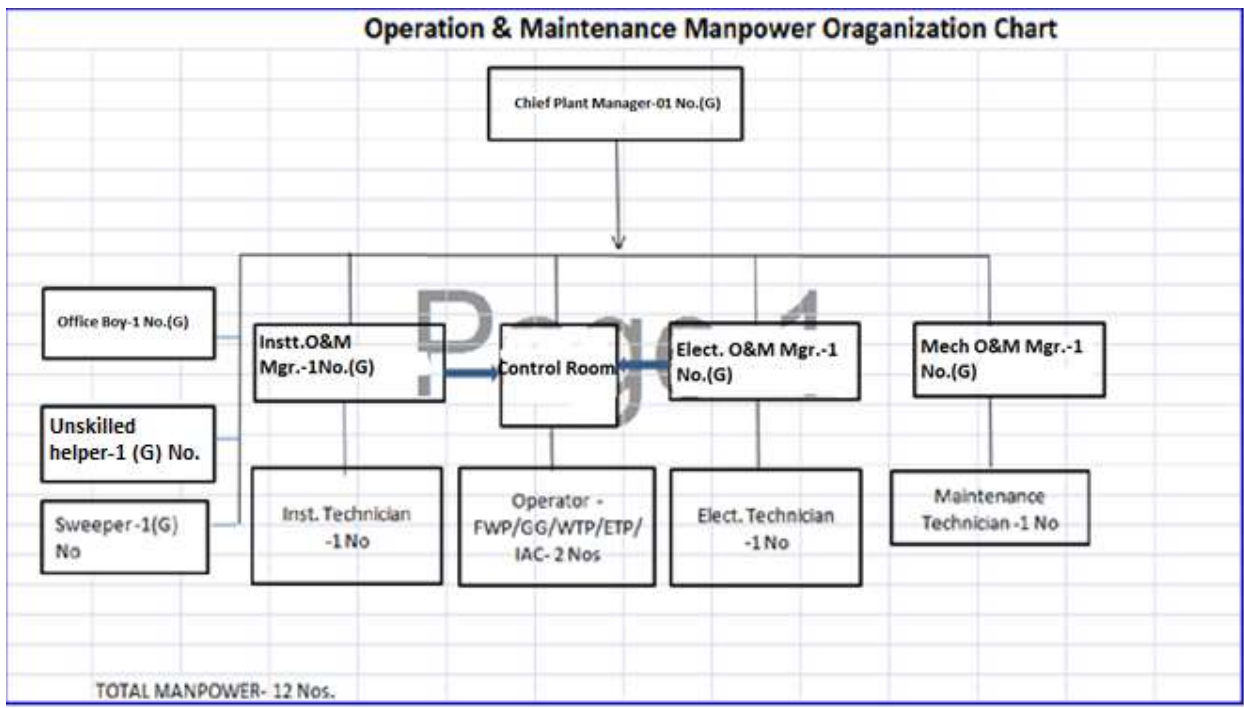 Operation & Maintenance Manpower Oraganization Chart
Chief Plant Manager-01 No.(G)
Office Boy-1 No.(G)
Unskilled
helper-1 (G) No.
Sweeper-1(G)
No
Instt.O&M
Mgr.-1No.(G)
Control Room
Elect. O&M Mgr.-1
No.(G)
Mech O&M Mgr.-1
No.(G)
Inst. Technician
-1 No
Operator -
FWP/GG/WTP/ETP/
IAC- 2 Nos
Elect. Technician
-1 No
Maintenance
Technician -1 No
Page 1
TOTAL MANPOWER- 12 Nos.